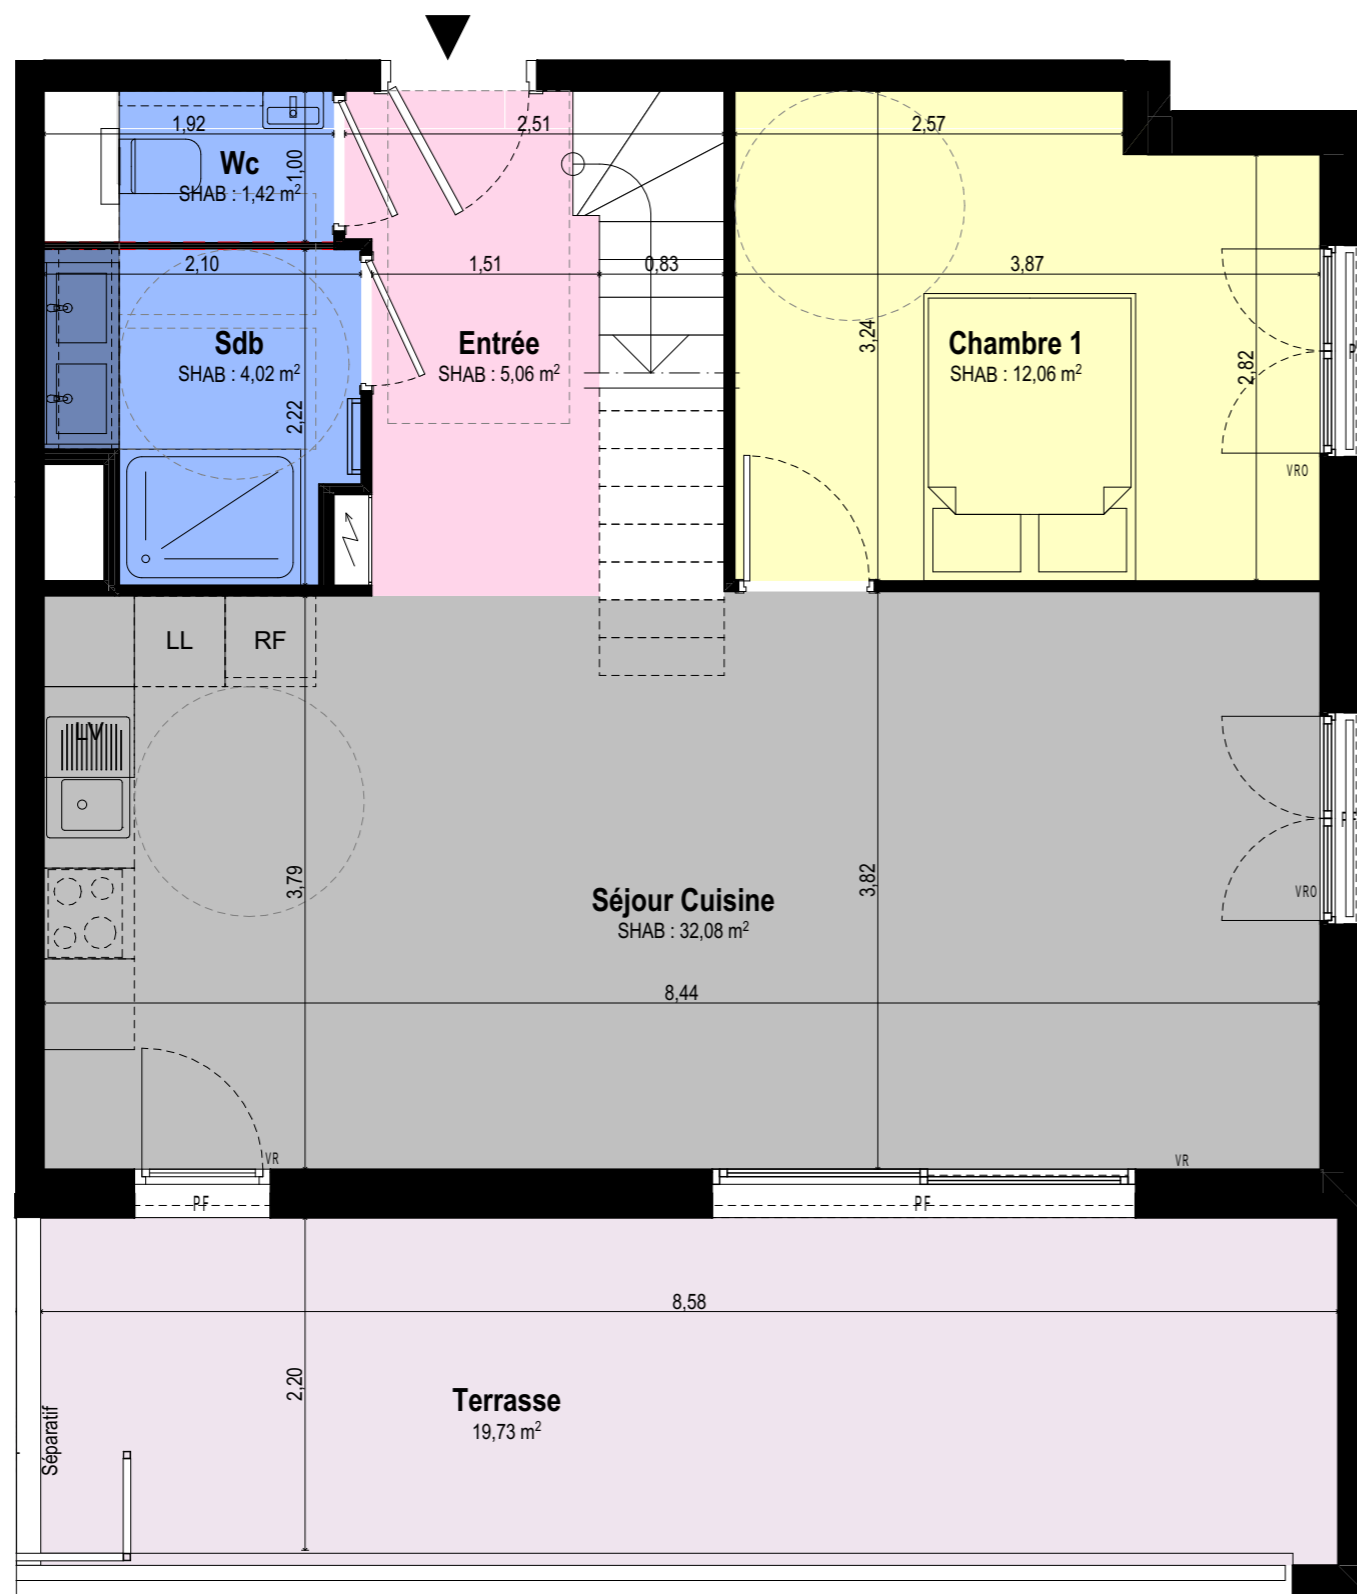 1,92
2,51
2,57
Wc
SHAB : 1,42 m²
1,00
2,10
1,51
0,83
3,87
Sdb
SHAB : 4,02 m²
2,22
Entrée
SHAB : 5,06 m²
3,24
Chambre 1
SHAB : 12,06 m²
2,82
VRO
LL
RF
LV
3,79
3,82
VRO
Séjour Cuisine
SHAB : 32,08 m²
8,44
VR
VR
PF
PF
8,58
2,20
Terrasse
19,73 m²
Séparatif